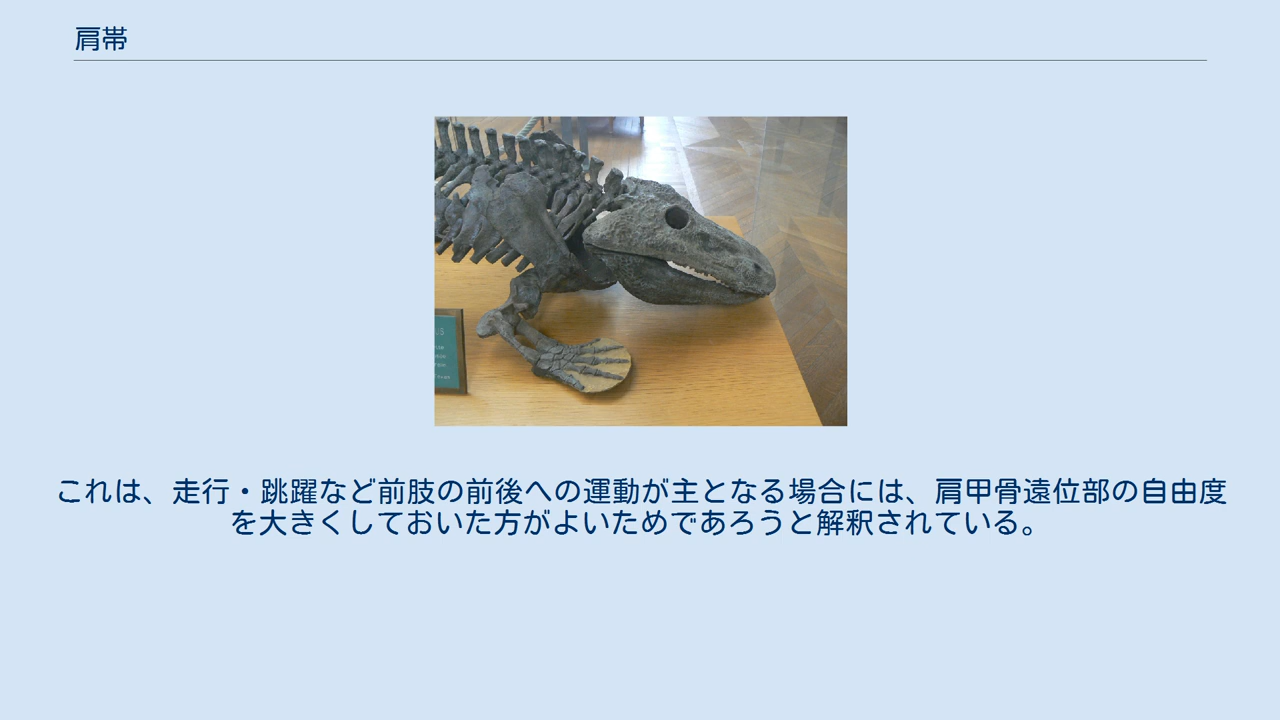 肩帯
US
これは、走行・跳躍など前肢の前後への運動が主となる場合には、肩甲骨遠位部の自由度
を大きくしておいた方がよいためであろうと解釈されている。